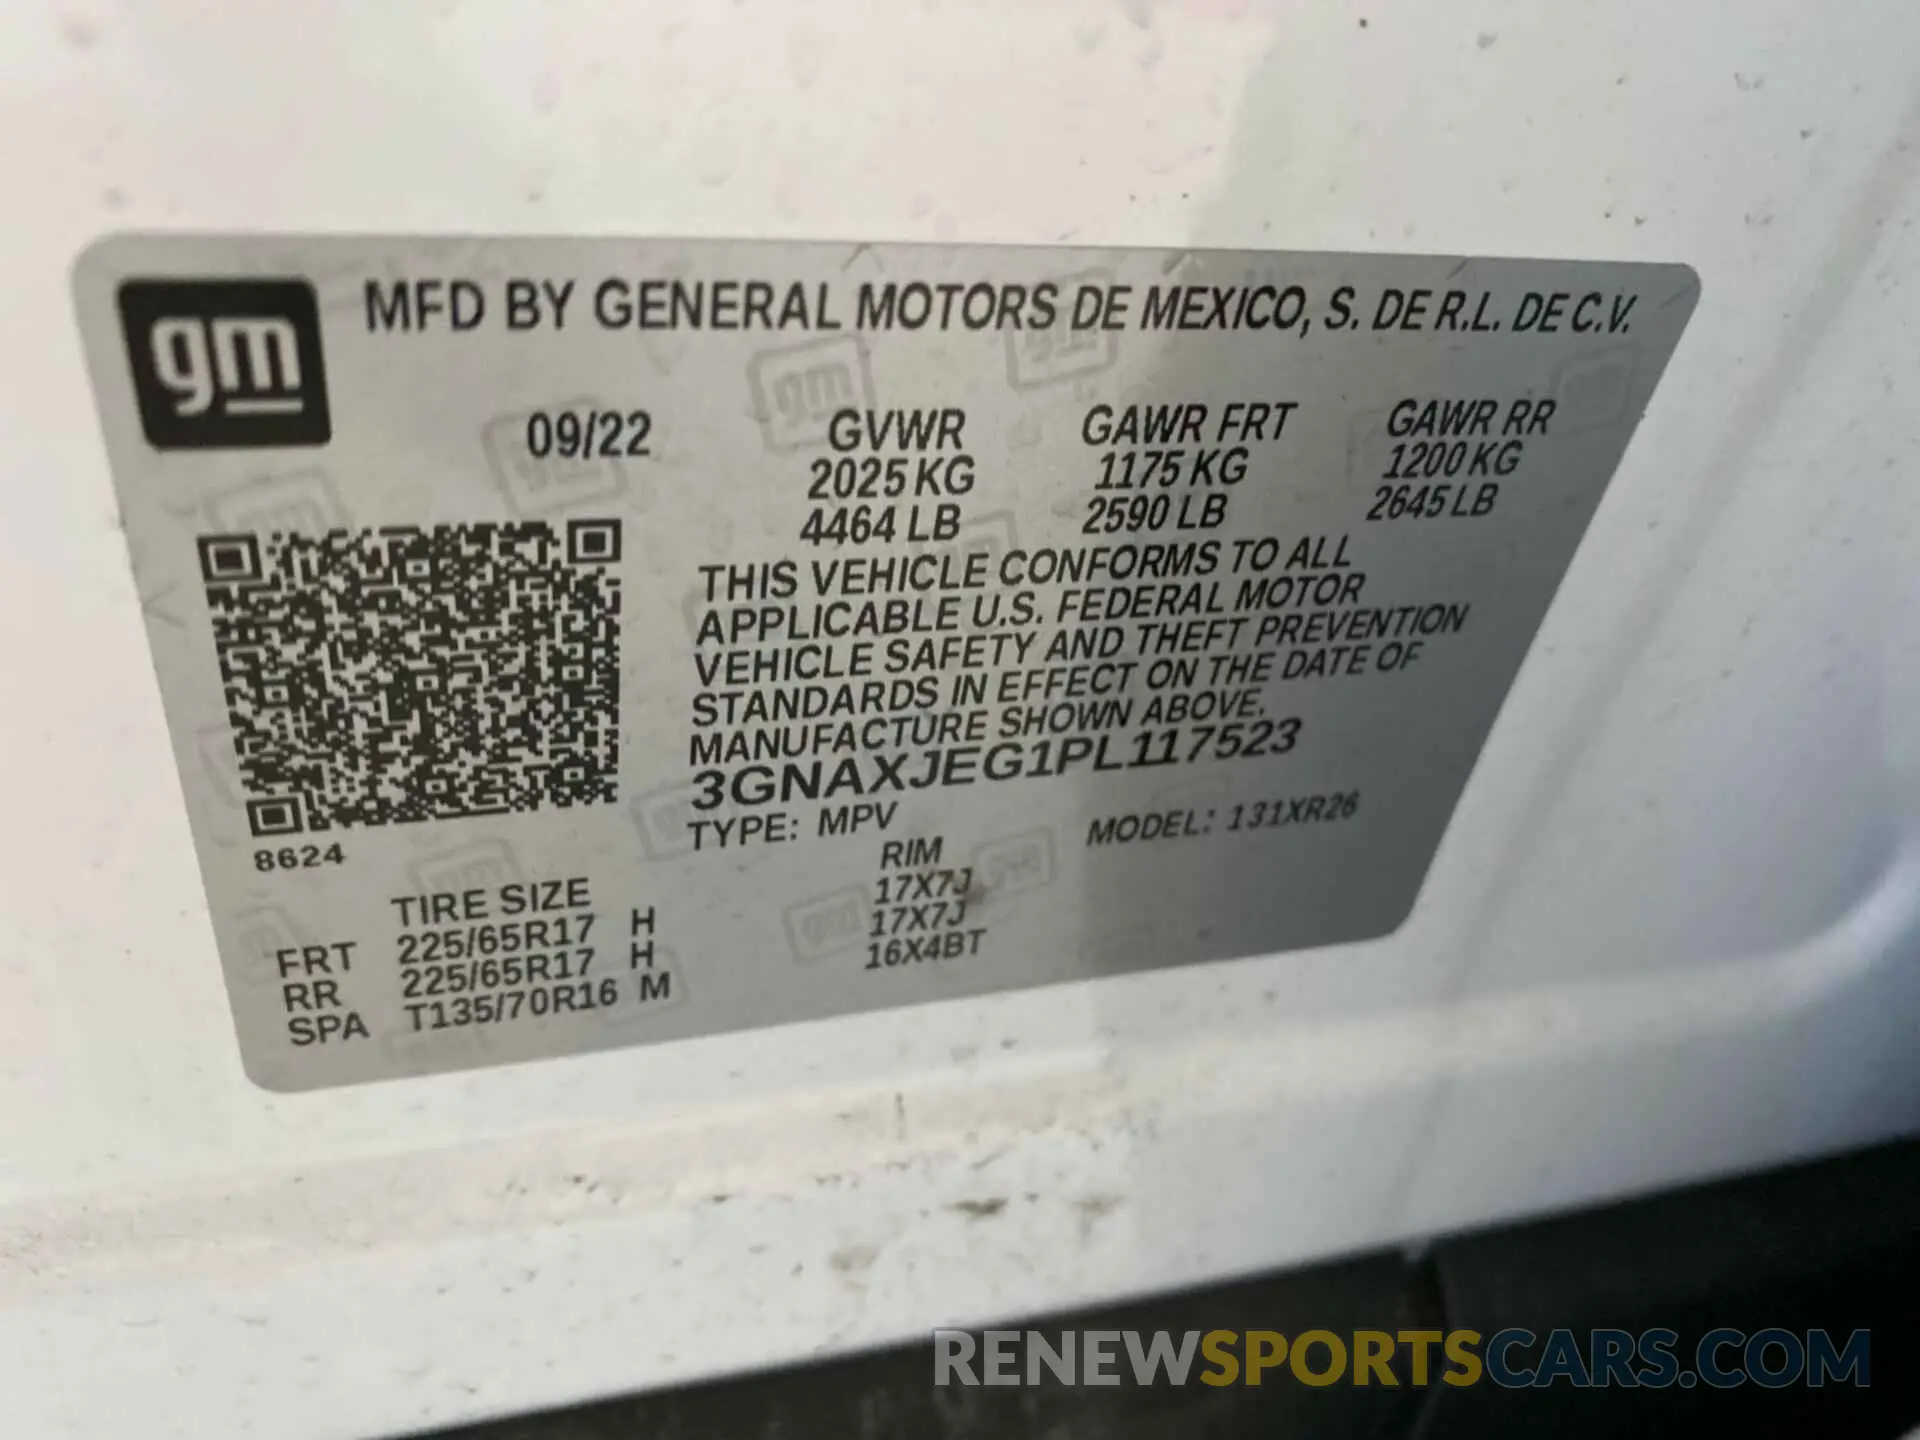 gm MFD BY GENERAL MOTORS DE MEXICO, S. DE R.L. DE C.V.
09/22 GVWR GAWR FRT GAWR RR
2025 KG 1175 KG 1200 KG
4464 LB 2590 LB 2645 LB
THIS VEHICLE CONFORMS TO ALL
APPLICABLE U.S. FEDERAL MOTOR
VEHICLE SAFETY AND THEFT PREVENTION
STANDARDS IN EFFECT ON THE DATE OF
MANUFACTURE SHOWN ABOVE.
3GNAXJEG1PL117523
TYPE: MPV MODEL: 131XR26
8624
TIRE SIZE RIM
FRT 225/65R17 H 17X7J
RR 225/65R17 H 17X7J
SPA T135/70R16 M 16X4BT
RENEWSPORTSCARS.COM